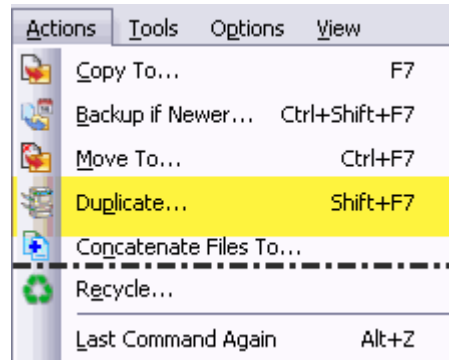 Actions Tools Options View
Copy To... F7
Backup if Newer... Ctrl+Shift+F7
Move To... Ctrl+F7
Duplicate... Shift+F7
Concatenate Files To...
Recycle...
Last Command Again Alt+Z